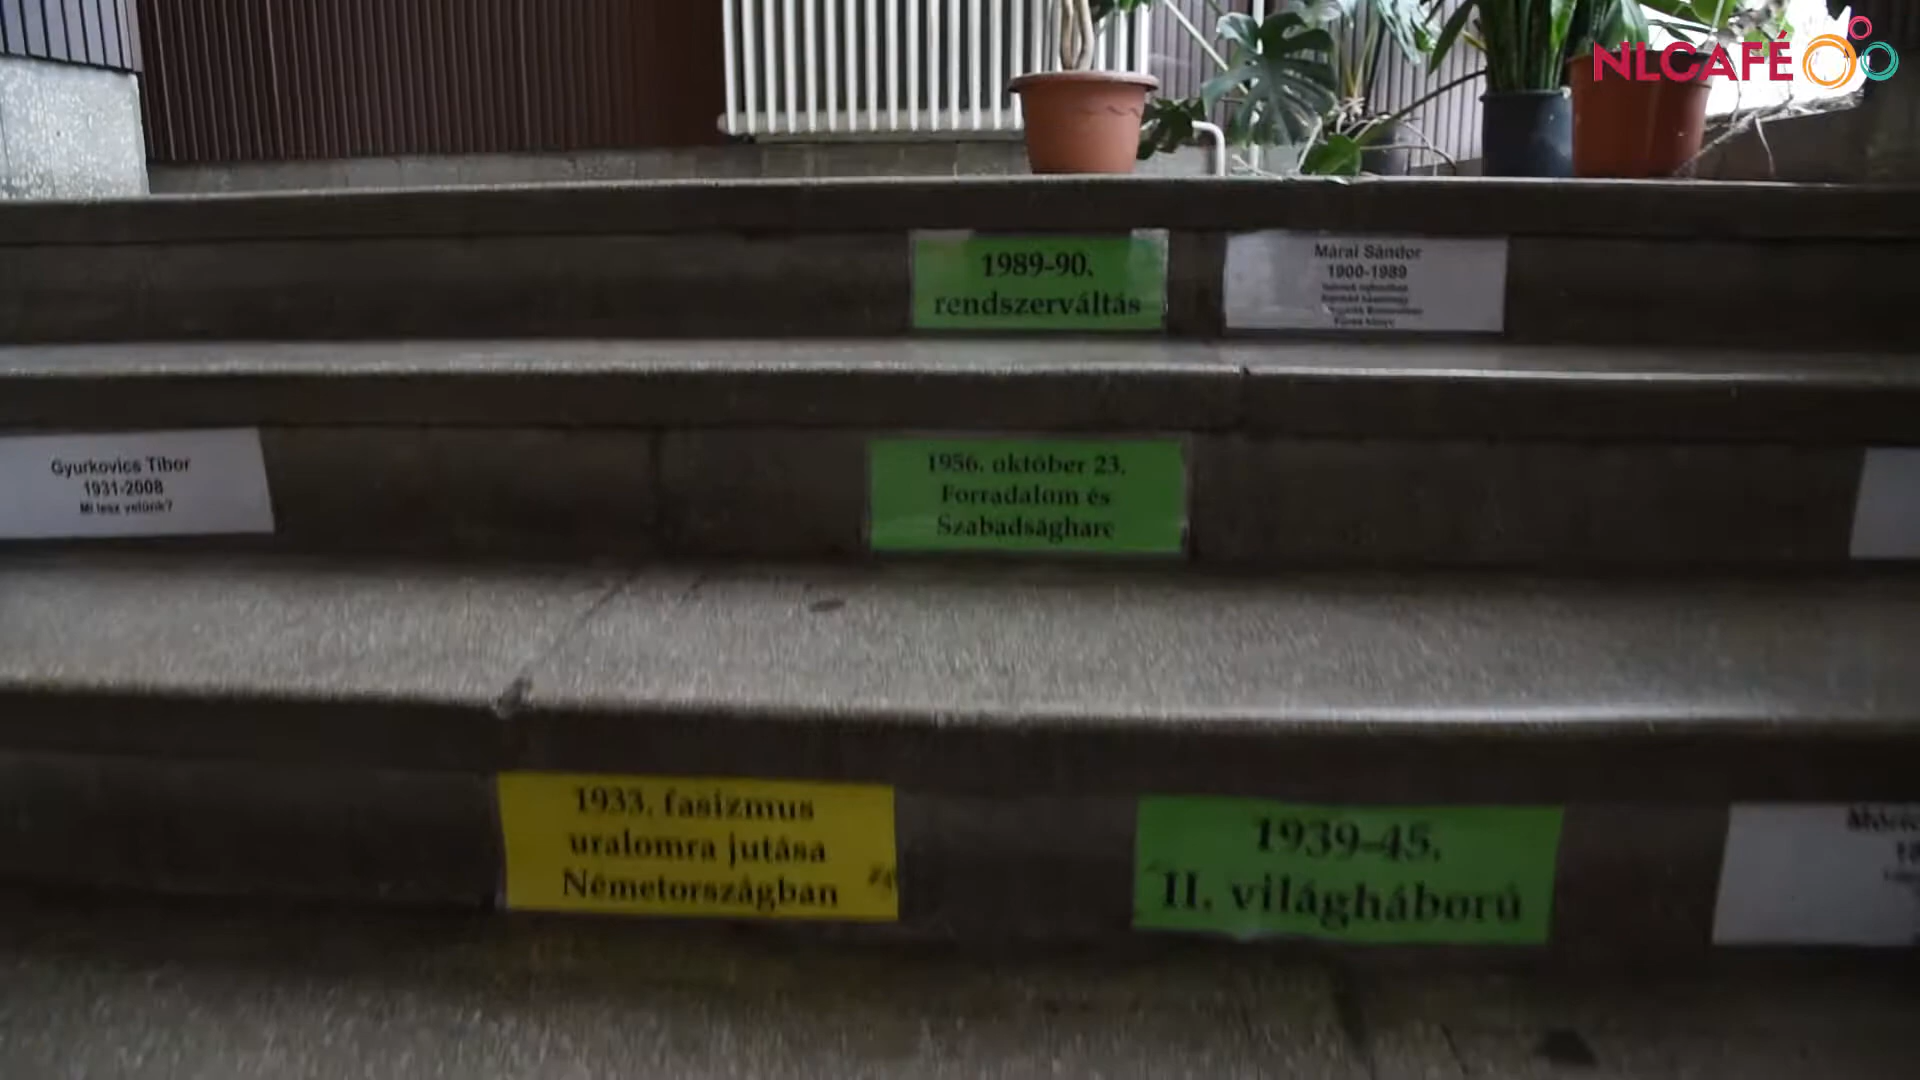 NLCAFÉ
1989-90.
rendszerváltás
Márai Sándor
1900-1989
Gyurkovics Tibor
1931-2008
Mi lesz velünk?
1956. október 23.
Forradalom és
Szabadságharc
1933. fasizmus
uralomra jutása
Németországban
1939-45.
II. világháború